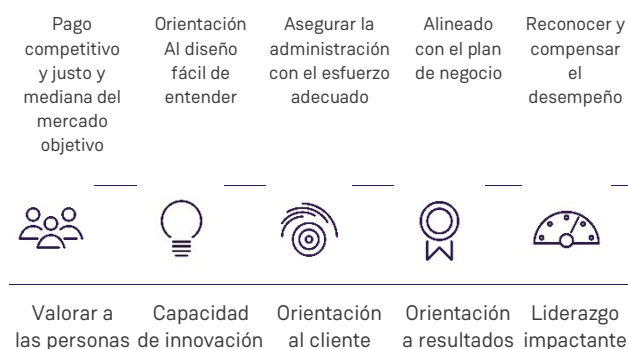 Pago
competitivo
y justo y
mediana del
mercado
objetivo
Orientación
Al diseño
fácil de
entender
Asegurar la
administración
con el esfuerzo
adecuado
Alineado
con el plan
de negocio
Reconocer y
compensar
el
desempeño
Valorar a
las personas
Capacidad
de innovación
Orientación
al cliente
Orientación
a resultados
Liderazgo
impactante